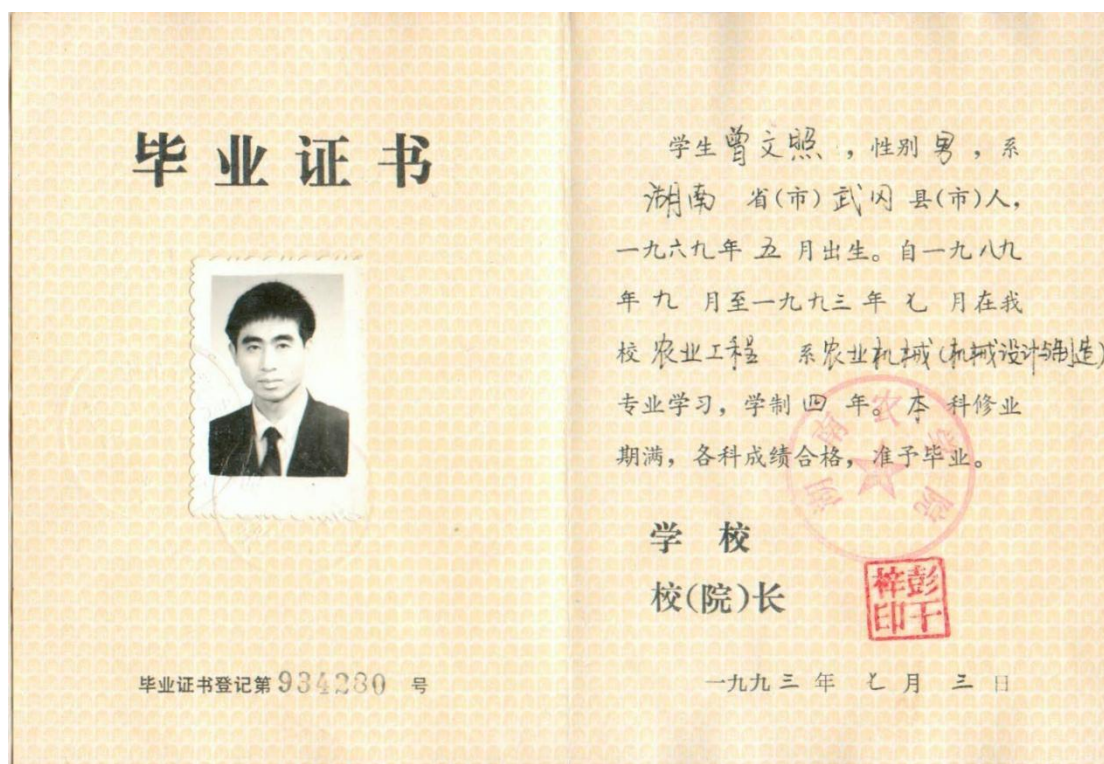 毕业证书
毕业证书登记第934280号
学生曾文照，性别男，系
湖南 省(市)武冈县(市)人，
一九六九年五月出生。自一九八九
年九月至一九九三年七月在我
校农业工程 系农业机械(机械设计与制造)
专业学习，学制四年。本科修业
期满，各科成绩合格，准予毕业。
湖南农学院
学校
校(院)长
彭干梓印
一九九三年七月三日